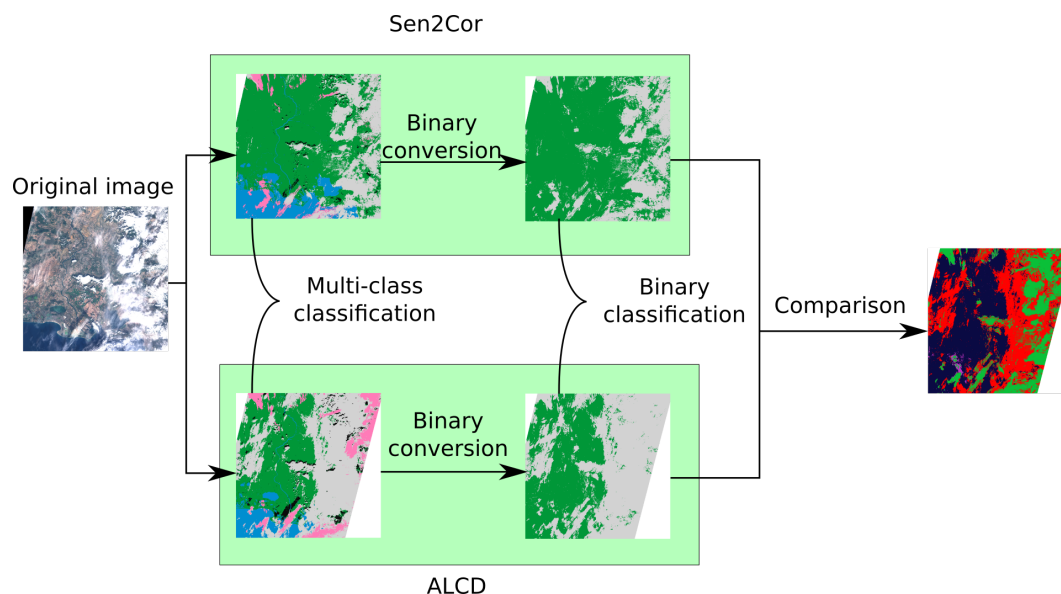 Sen2Cor
Original image
Binary
conversion
Multi-class
classification
Binary
classification
Comparison
Binary
conversion
ALCD